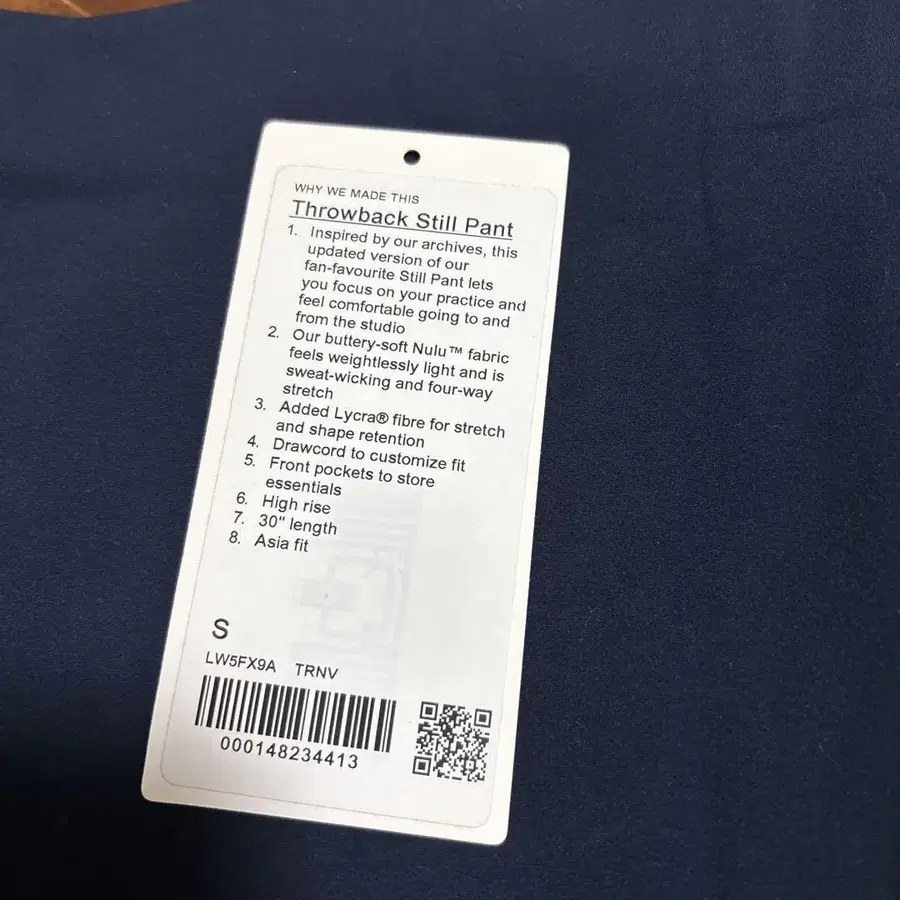 WHY WE MADE THIS
Throwback Still Pant
1. Inspired by our archives, this
updated version of our
fan-favourite Still Pant lets
you focus on your practice and
feel comfortable going to and
from the studio
2. Our buttery-soft Nulu™ fabric
feels weightlessly light and is
sweat-wicking and four-way
stretch
3. Added Lycra® fibre for stretch
and shape retention
4. Drawcord to customize fit
5. Front pockets to store
essentials
6. High rise
7. 30" length
8. Asia fit
S
LW5FX9A TRNV
000148234413